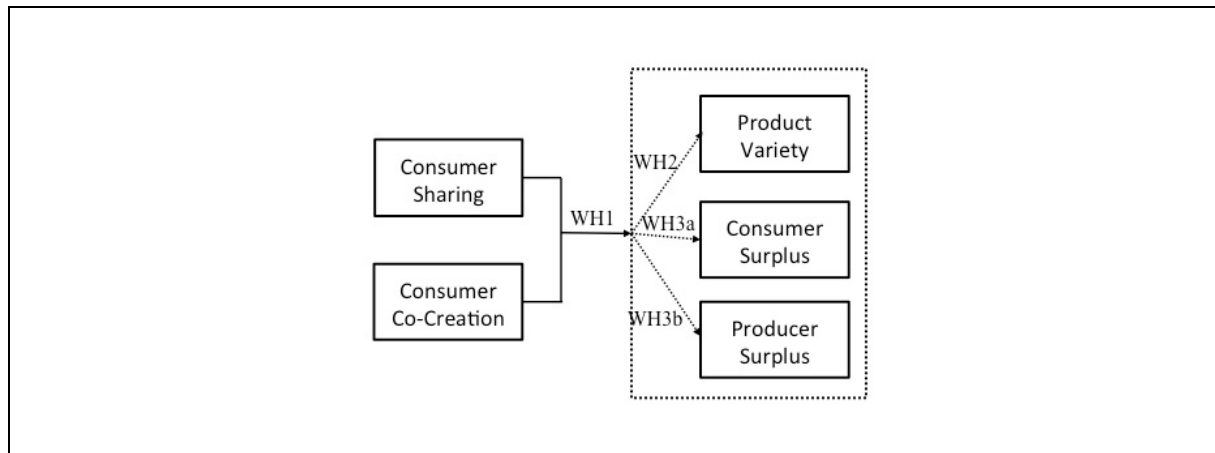 Consumer
Sharing
Consumer
Co-Creation
WH1
WH2
WH3a
WH3b
Product
Variety
Consumer
Surplus
Producer
Surplus